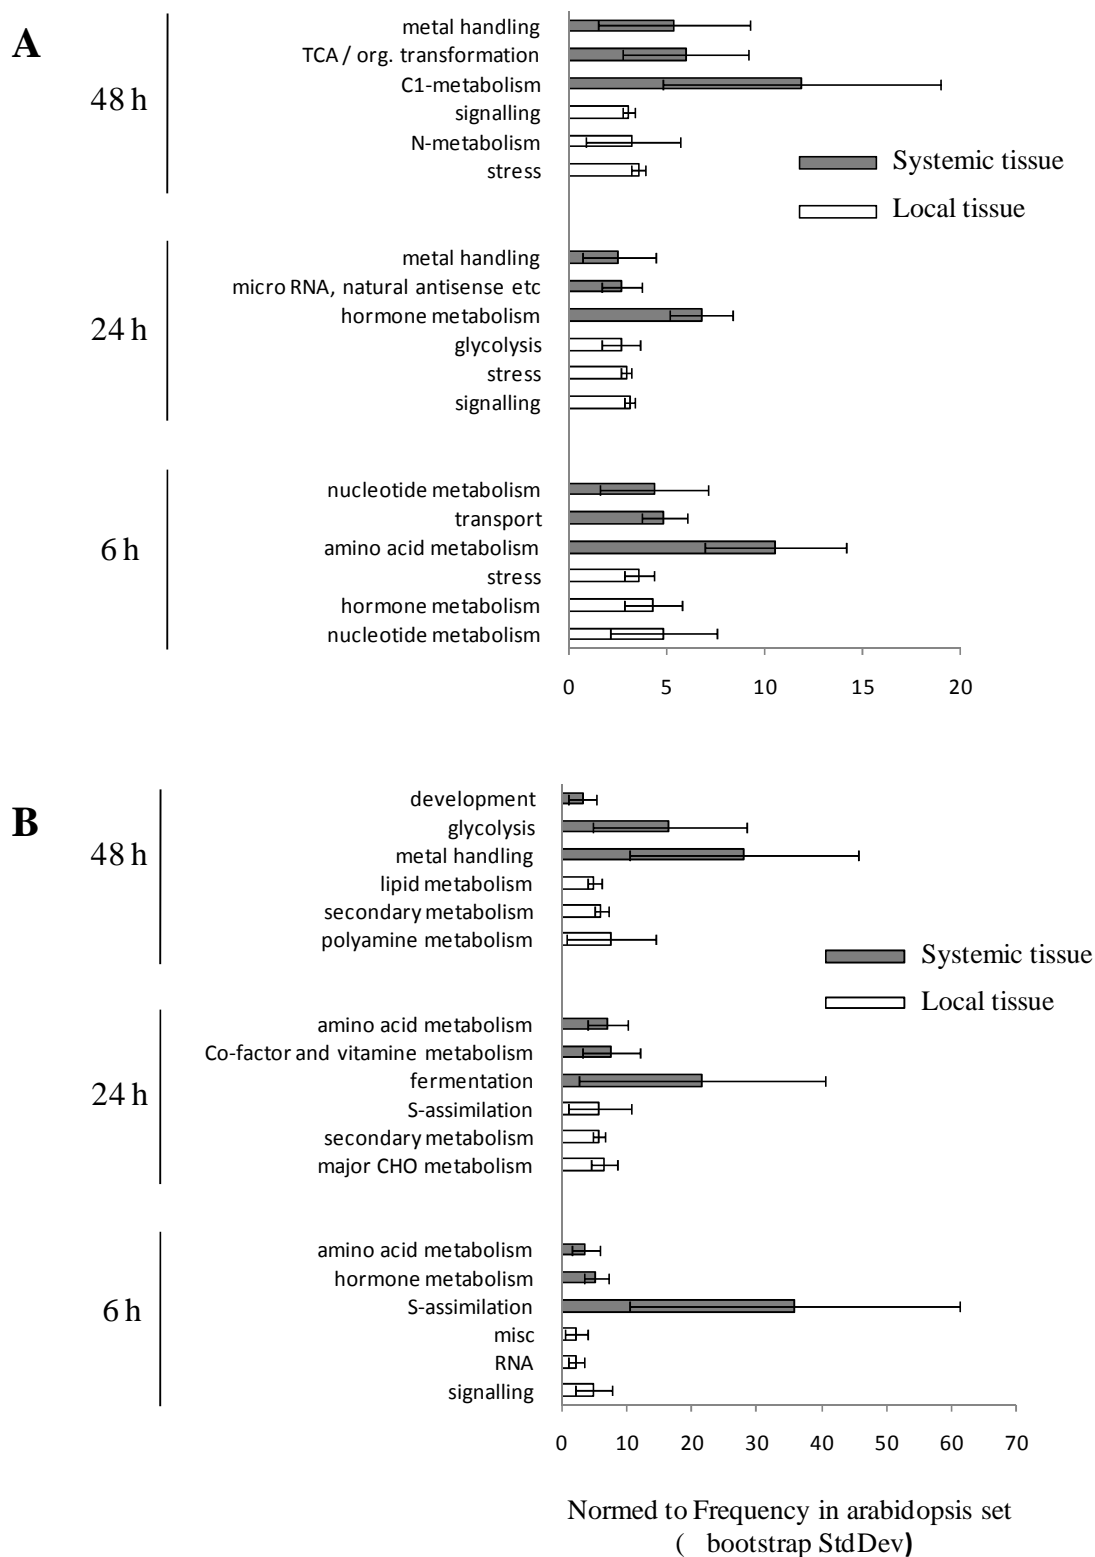 A
48 h
metal handling
TCA / org. transformation
C1-metabolism
signalling
N-metabolism
stress
Systemic tissue
Local tissue
24 h
metal handling
micro RNA, natural antisense etc
hormone metabolism
glycolysis
stress
signalling
6 h
nucleotide metabolism
transport
amino acid metabolism
stress
hormone metabolism
nucleotide metabolism
0 5 10 15 20
B
48 h
development
glycolysis
metal handling
lipid metabolism
secondary metabolism
polyamine metabolism
Systemic tissue
Local tissue
24 h
amino acid metabolism
Co-factor and vitamine metabolism
fermentation
S-assimilation
secondary metabolism
major CHO metabolism
6 h
amino acid metabolism
hormone metabolism
S-assimilation
misc
RNA
signalling
0 10 20 30 40 50 60 70
Normed to Frequency in arabidopsis set
( bootstrap StdDev)